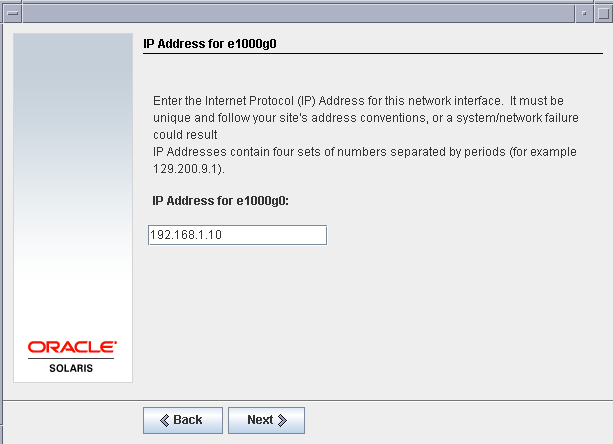 IP Address for e1000g0
Enter the Internet Protocol (IP) Address for this network interface. It must be
unique and follow your site's address conventions, or a system/network failure
could result
IP Addresses contain four sets of numbers separated by periods (for example
129.200.9.1).
IP Address for e1000g0:
192.168.1.10
ORACLE
SOLARIS
Back
Next